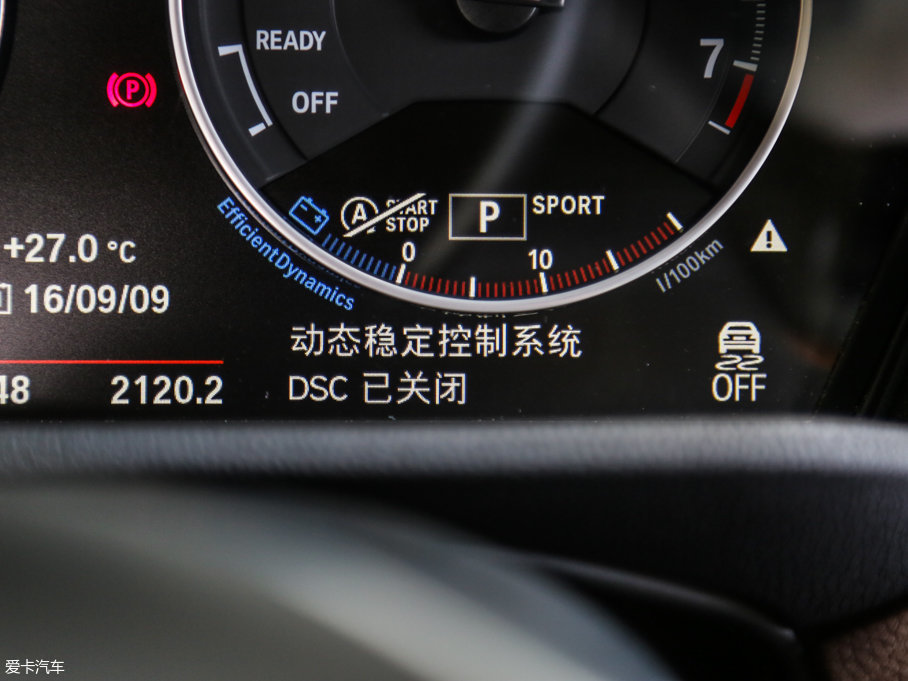 READY
7
P
OFF
A START STOP
P
SPORT
+27.0 °C
EfficientDynamics
0
10
l/100km
16/09/09
动态稳定控制系统
48
2120.2
DSC 已关闭
OFF
爱卡汽车